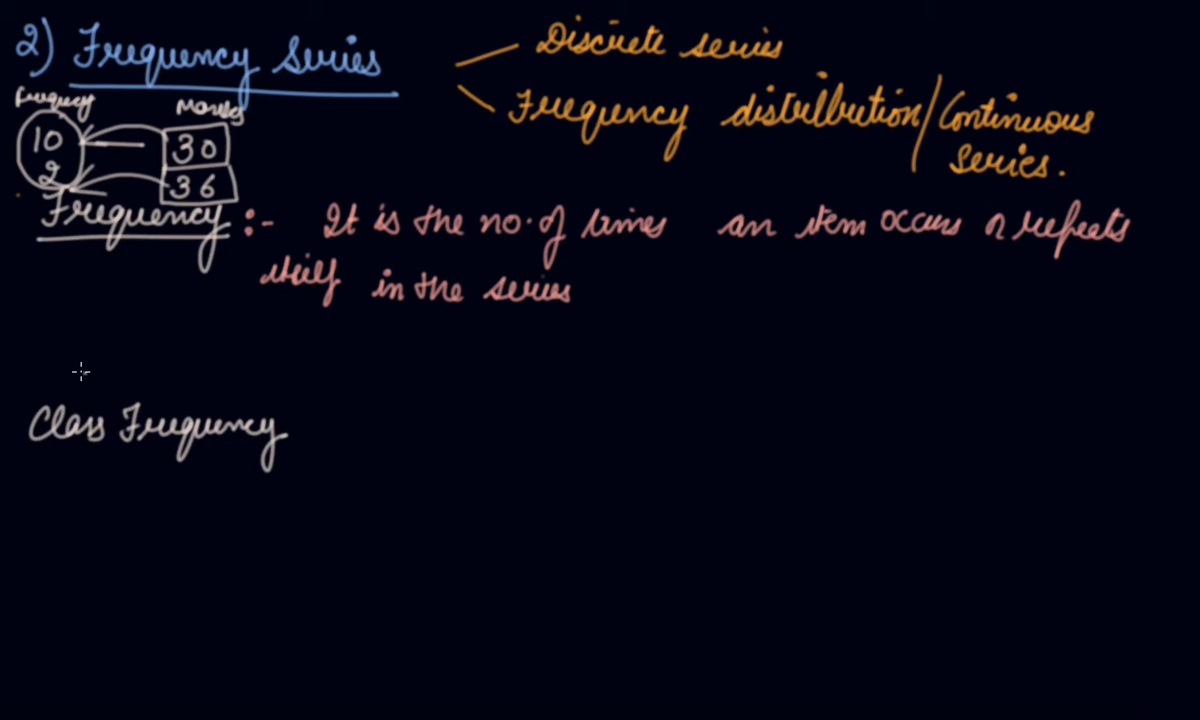 2) Frequency Series
Discrete series
Frequency distribution/Continuous
series.
Frequency Marks
10 30
2 36
Frequency :- It is the no. of times an item occurs or repeats
itself in the series
Class Frequency